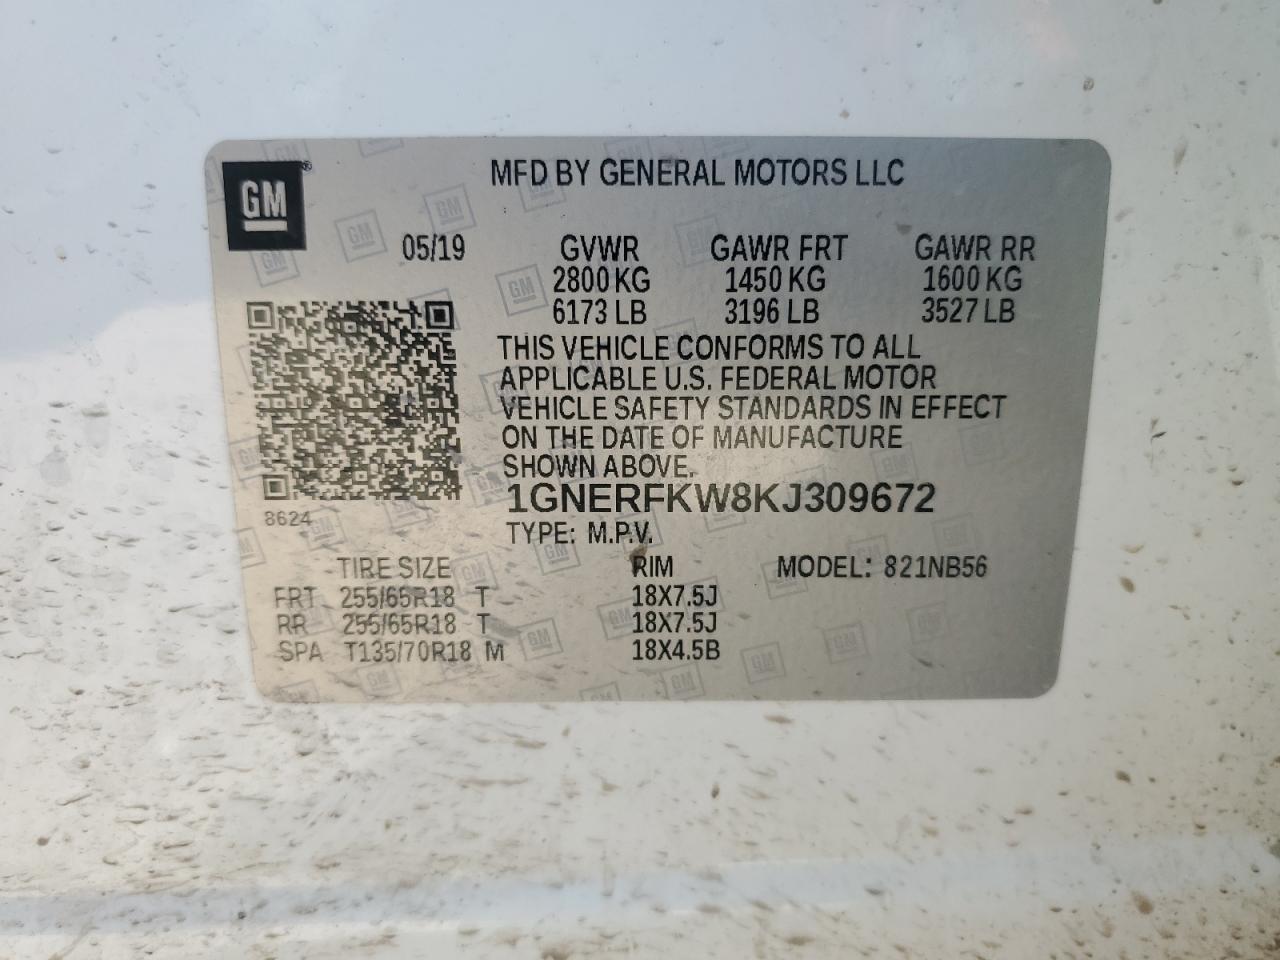 GM
MFD BY GENERAL MOTORS LLC
05/19 GVWR GAWR FRT GAWR RR
2800 KG 1450 KG 1600 KG
6173 LB 3196 LB 3527 LB
THIS VEHICLE CONFORMS TO ALL
APPLICABLE U.S. FEDERAL MOTOR
VEHICLE SAFETY STANDARDS IN EFFECT
ON THE DATE OF MANUFACTURE
SHOWN ABOVE.
1GNERFKW8KJ309672
8624
TYPE: M.P.V.
TIRE SIZE RIM MODEL: 821NB56
FRT 255/65R18 T 18X7.5J
RR 255/65R18 T 18X7.5J
SPA T135/70R18 M 18X4.5B